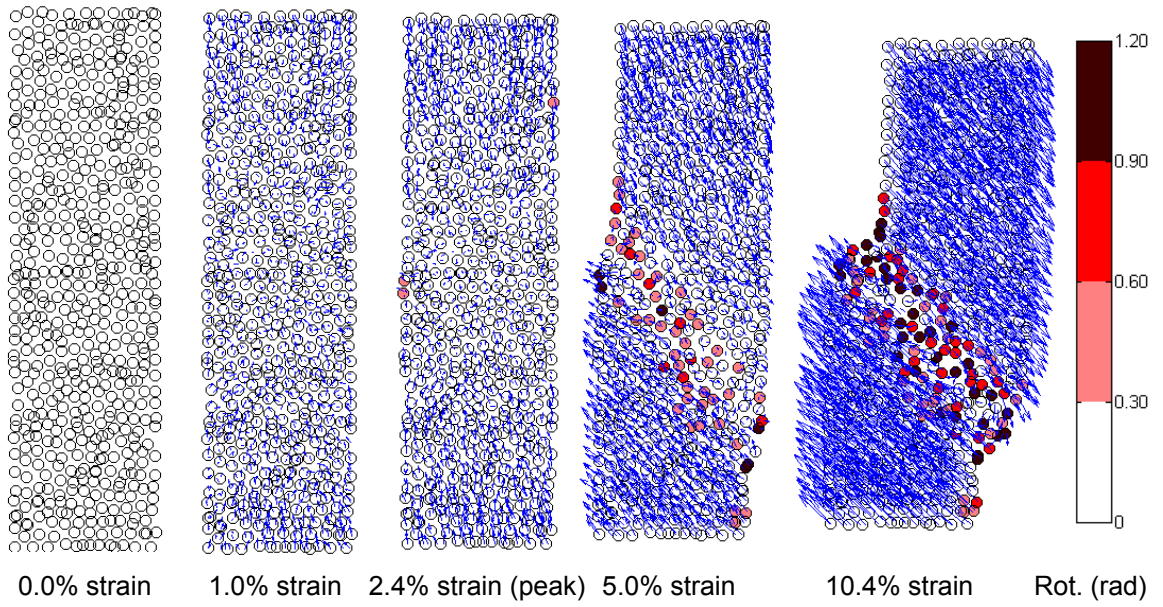 1.20
0.90
0.60
0.30
0
0.0% strain
1.0% strain
2.4% strain (peak)
5.0% strain
10.4% strain
Rot. (rad)